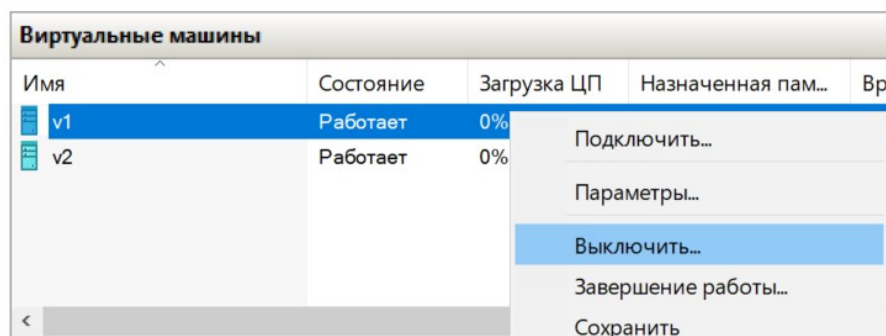 Виртуальные машины
Имя Состояние Загрузка ЦП Назначенная пам... Вр
v1 Работает 0%
v2 Работает 0%
Подключить...
Параметры...
Выключить...
Завершение работы...
Сохранить